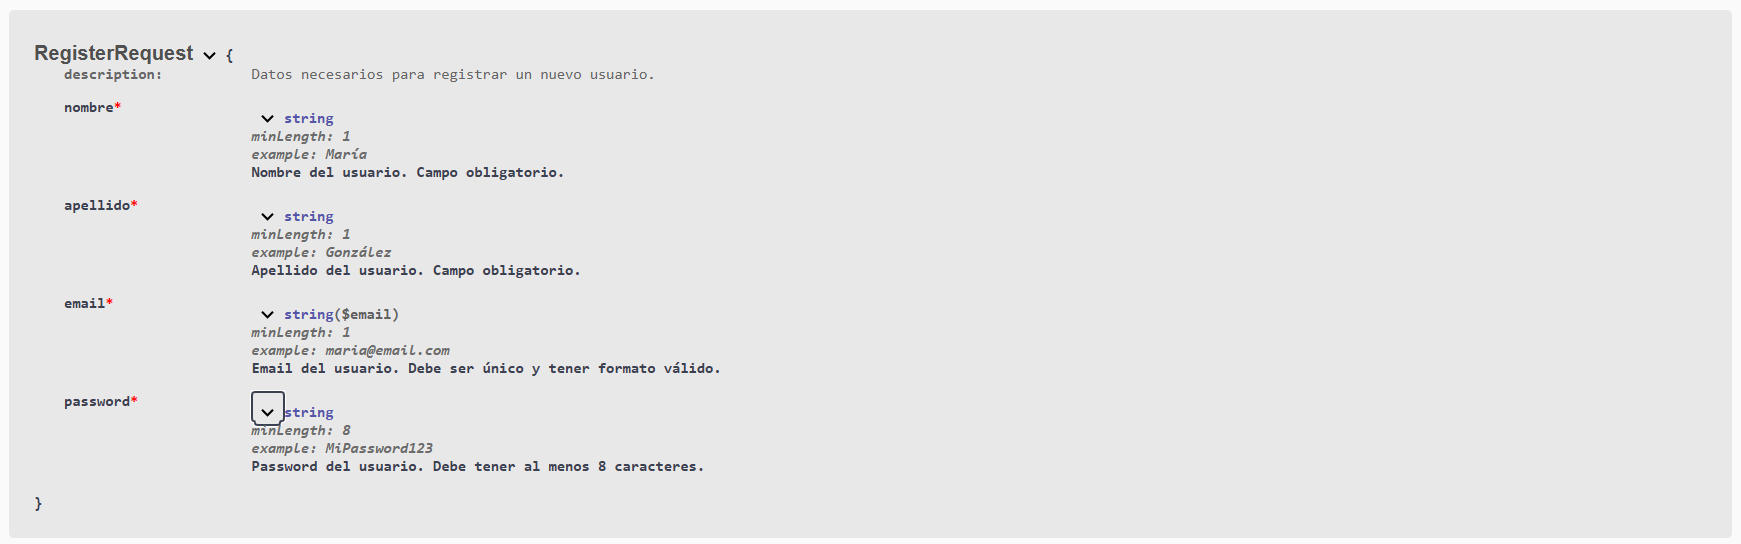 RegisterRequest {
description: Datos necesarios para registrar un nuevo usuario.
nombre*
string
minLength: 1
example: María
Nombre del usuario. Campo obligatorio.
apellido*
string
minLength: 1
example: González
Apellido del usuario. Campo obligatorio.
email*
string($email)
minLength: 1
example: maria@email.com
Email del usuario. Debe ser único y tener formato válido.
password*
string
minLength: 8
example: MiPassword123
Password del usuario. Debe tener al menos 8 caracteres.
}